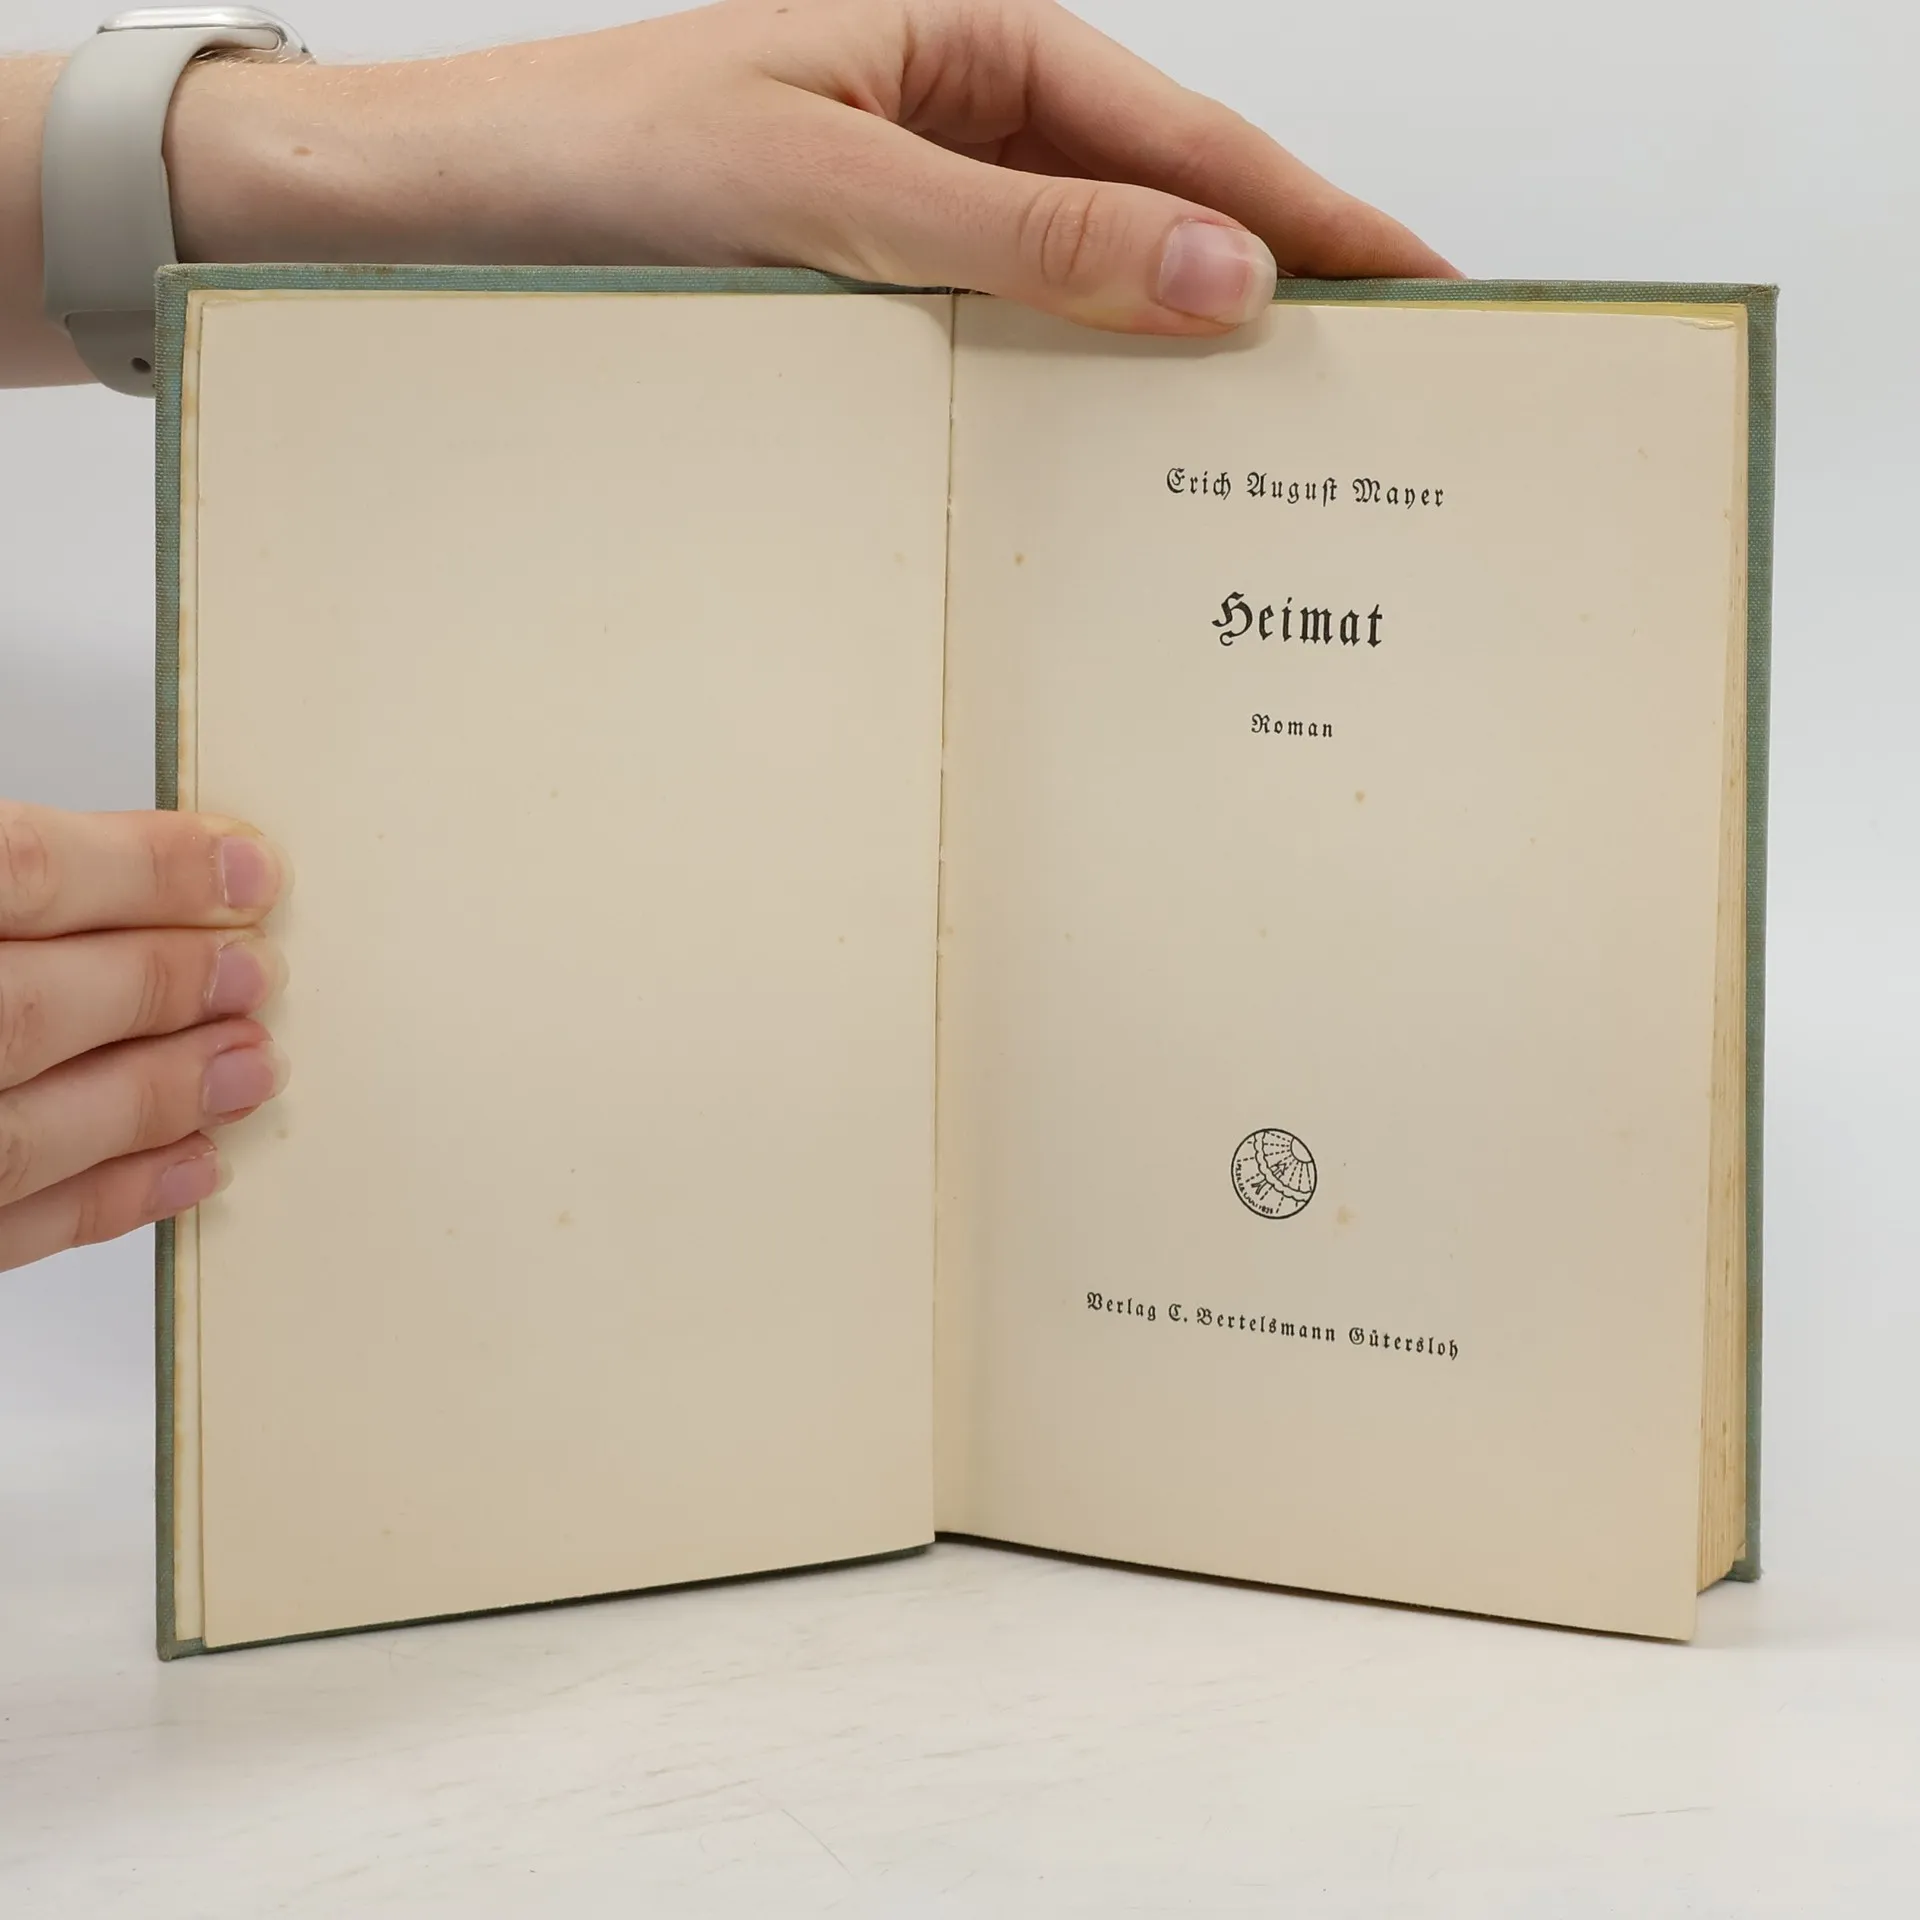 Erich August Mayer
Heimat
Roman
Verlag C. Bertelsmann Gütersloh